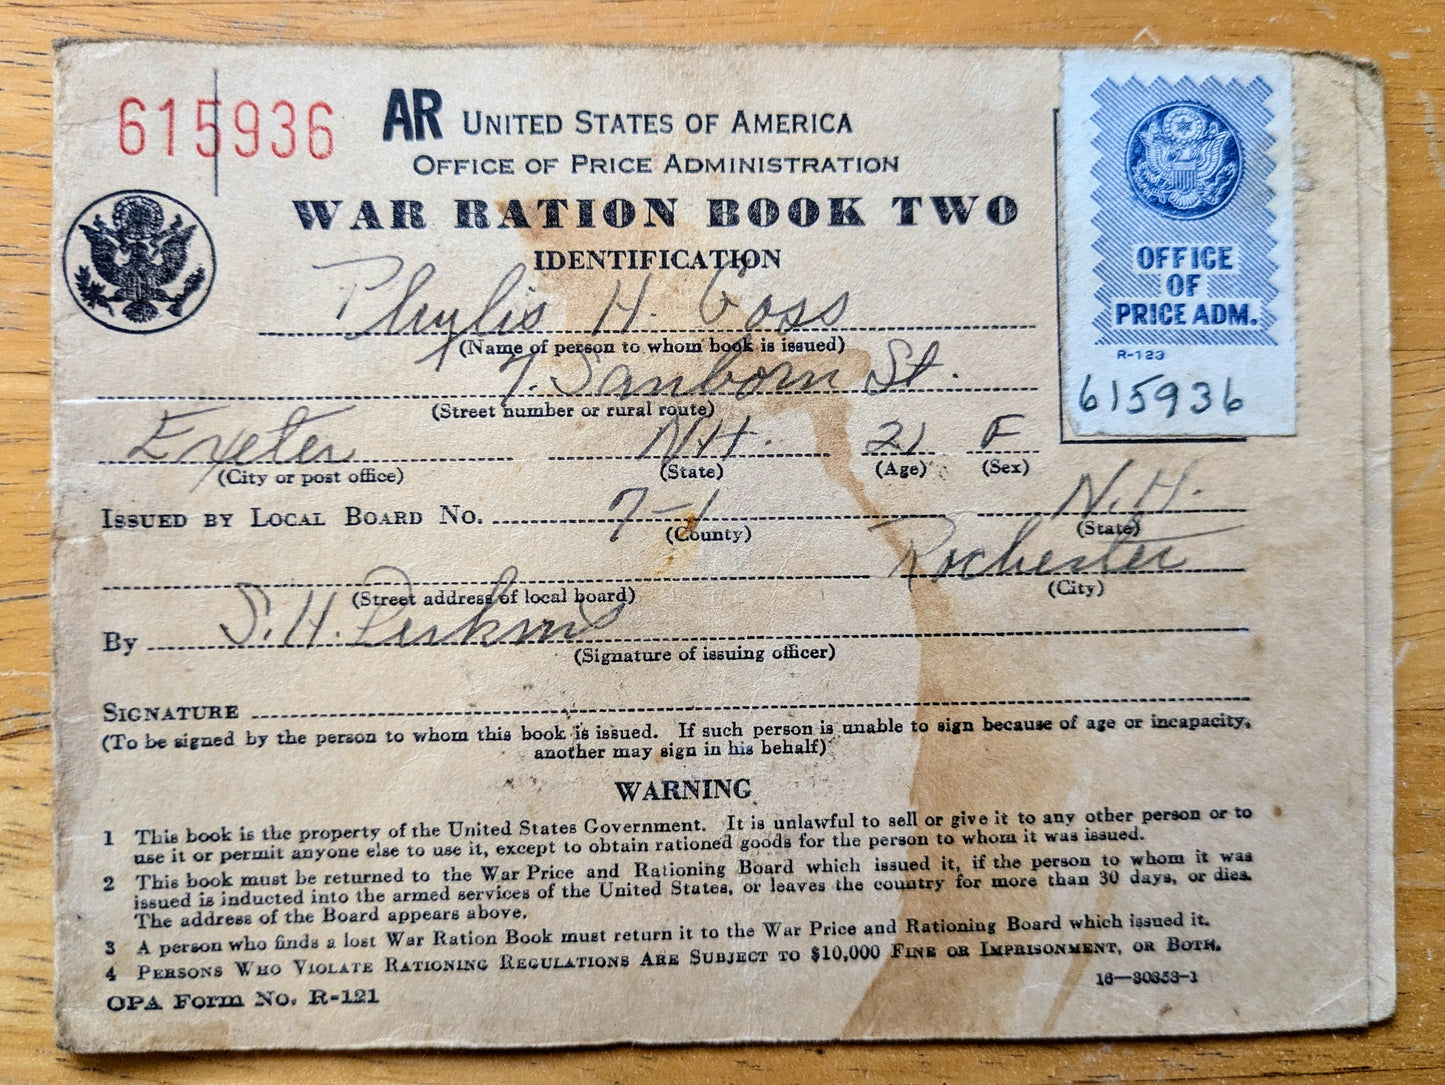 615936
AR UNITED STATES OF AMERICA
OFFICE OF PRICE ADMINISTRATION
WAR RATION BOOK TWO
IDENTIFICATION
OFFICE
OF
PRICE ADM.
R-123
615936
Phylis H. Goss
(Name of person to whom book is issued)
7. Sanborn St.
(Street number or rural route)
Exeter NH. 21 F
(City or post office) (State) (Age) (Sex)
ISSUED BY LOCAL BOARD NO. 7-1 N.H.
(County) (State)
Rochester
(Street address of local board) (City)
By S.H. Perkins
(Signature of issuing officer)
SIGNATURE
(To be signed by the person to whom this book is issued. If such person is unable to sign because of age or incapacity,
another may sign in his behalf)
WARNING
1 This book is the property of the United States Government. It is unlawful to sell or give it to any other person or to
use it or permit anyone else to use it, except to obtain rationed goods for the person to whom it was issued.
2 This book must be returned to the War Price and Rationing Board which issued it, if the person to whom it was
issued is inducted into the armed services of the United States, or leaves the country for more than 30 days, or dies.
The address of the Board appears above.
3 A person who finds a lost War Ration Book must return it to the War Price and Rationing Board which issued it.
4 PERSONS WHO VIOLATE RATIONING REGULATIONS ARE SUBJECT TO $10,000 FINE OR IMPRISONMENT, OR BOTH.
OPA Form No. R-121
16—30853-1